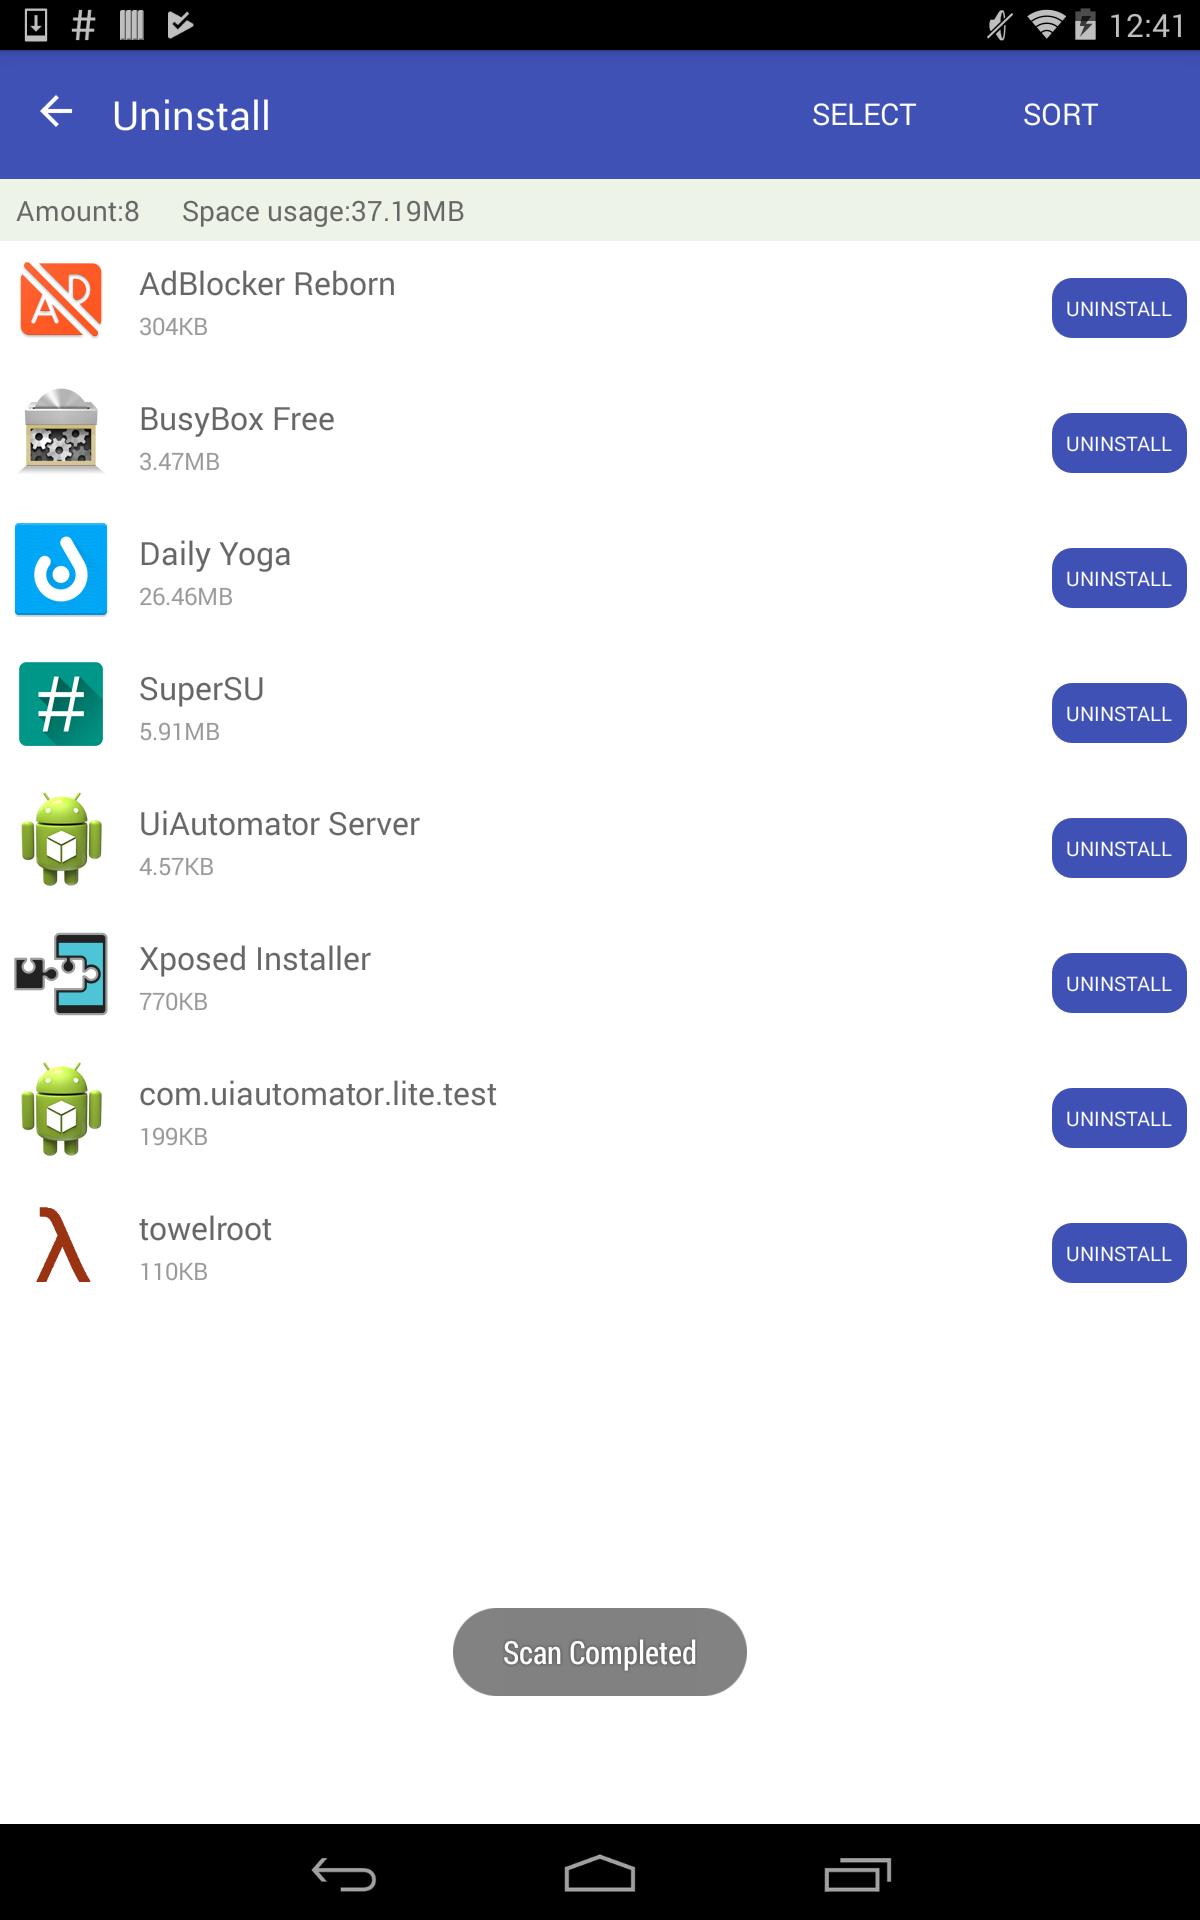 12:41
Uninstall SELECT SORT
Amount:8 Space usage:37.19MB
AdBlocker Reborn
304KB
UNINSTALL
BusyBox Free
3.47MB
UNINSTALL
Daily Yoga
26.46MB
UNINSTALL
SuperSU
5.91MB
UNINSTALL
UiAutomator Server
4.57KB
UNINSTALL
Xposed Installer
770KB
UNINSTALL
com.uiautomator.lite.test
199KB
UNINSTALL
towelroot
110KB
UNINSTALL
Scan Completed